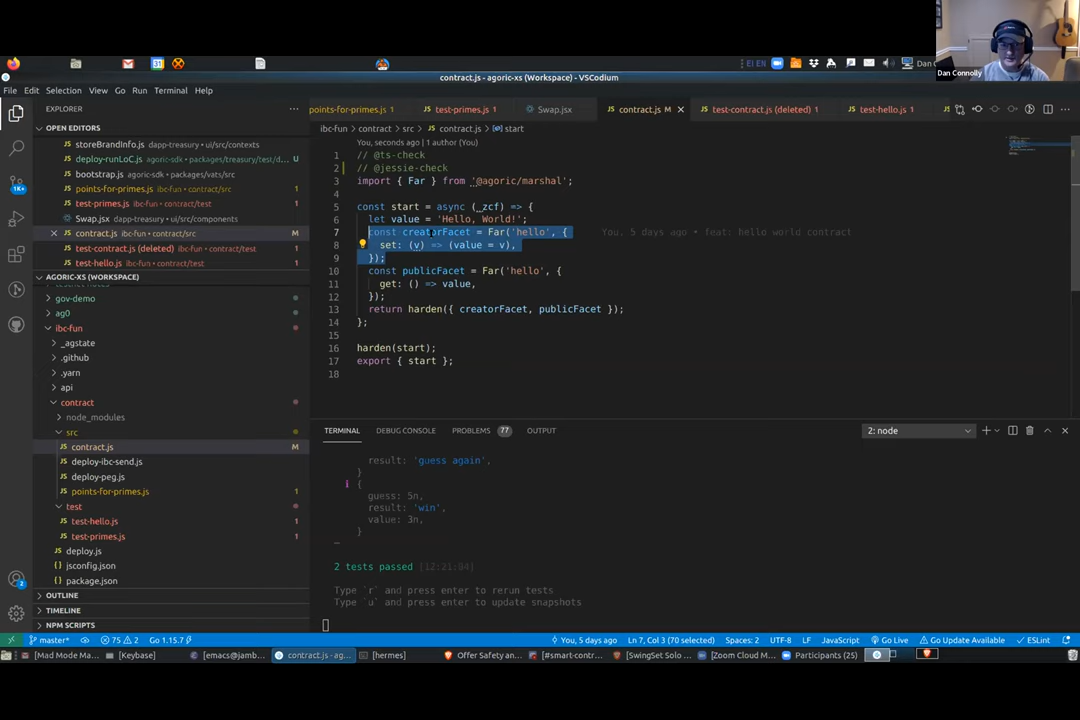 Dan Connolly
contract.js - agoric-xs (Workspace) - VSCodium
EN
Dan C
File Edit Selection View Go Run Terminal Help
EXPLORER
points-for-primes.js 1
test-primes.js 1
Swap.jsx
contract.js M
test-contract.js (deleted) 1
test-hello.js 1
OPEN EDITORS
ibc-fun > contract > src > contract.js > start
storeBrandInfo.js dapp-treasury/ui/src/contexts
deploy-runLoC.js agoric-sdk • packages/treasury/test/d... U
bootstrap.js agoric-sdk • packages/vats/src
points-for-primes.js ibc-fun • contract/src 1
test-primes.js ibc-fun • contract/test 1
Swap.jsx dapp-treasury • ui/src/components
contract.js ibc-fun • contract/src M
test-contract.js (deleted) ibc-fun • contract/test 1
test-hello.js ibc-fun • contract/test 1
AGORIC-XS (WORKSPACE)
gov-demo
ag0
ibc-fun
_agstate
.github
.yarn
api
contract
node_modules
src
contract.js M
deploy-ibc-send.js
deploy-peg.js
points-for-primes.js 1
test
test-hello.js 1
test-primes.js 1
deploy.js
jsconfig.json
package.json
OUTLINE
TIMELINE
NPM SCRIPTS
1K+
You, seconds ago | 1 author (You)
1 // @ts-check
2 // @jessie-check
3 import { Far } from '@agoric/marshal';
4
5 const start = async (_zcf) => {
6 let value = 'Hello, World!';
7 const creatorFacet = Far('hello', { You, 5 days ago • feat: hello world contract
8 set: (v) => (value = v),
9 });
10 const publicFacet = Far('hello', {
11 get: () => value,
12 });
13 return harden({ creatorFacet, publicFacet });
14 };
15
16 harden(start);
17 export { start };
18
TERMINAL DEBUG CONSOLE PROBLEMS 77 OUTPUT
2: node
result: 'guess again',
}
i {
guess: 5n,
result: 'win',
value: 3n,
}
2 tests passed [12:21:04]
Type `r` and press enter to rerun tests
Type `u` and press enter to update snapshots
master* 75 2 Go 1.15.7
You, 5 days ago Ln 7, Col 3 (70 selected) Spaces: 2 UTF-8 LF JavaScript Go Live Go Update Available ESLint
[Mad Mode Ma...
[Keybase]
[emacs@jamb...
contract.js - ag...
[hermes]
Offer Safety an...
[#smart-contr...
[SwingSet Solo ...
[Zoom Cloud M...
Participants (25)